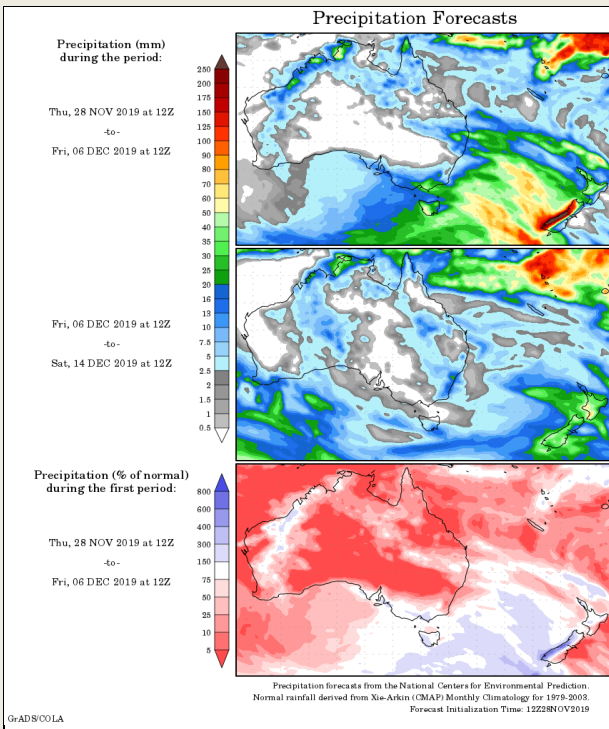 Precipitation Forecasts
Precipitation (mm)
during the period:
Thu, 28 NOV 2019 at 12Z
-to-
Fri, 06 DEC 2019 at 12Z
250
200
175
150
125
100
90
80
70
60
50
40
35
30
25
20
16
13
10
7.5
5
2.5
2
1.5
1
0.5
Fri, 06 DEC 2019 at 12Z
-to-
Sat, 14 DEC 2019 at 12Z
Precipitation (% of normal)
during the first period:
Thu, 28 NOV 2019 at 12Z
-to-
Fri, 06 DEC 2019 at 12Z
800
600
400
300
150
75
50
25
10
5
Precipitation forecasts from the National Centers for Environmental Prediction.
Normal rainfall derived from Xie-Arkin (CMAP) Monthly Climatology for 1979-2003.
Forecast Initialization Time: 12Z28NOV2019
GrADS/COLA